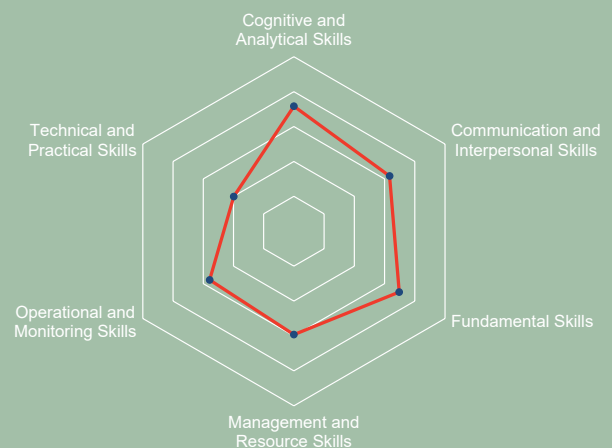 Cognitive and
Analytical Skills
Technical and
Practical Skills
Communication and
Interpersonal Skills
Operational and
Monitoring Skills
Fundamental Skills
Management and
Resource Skills